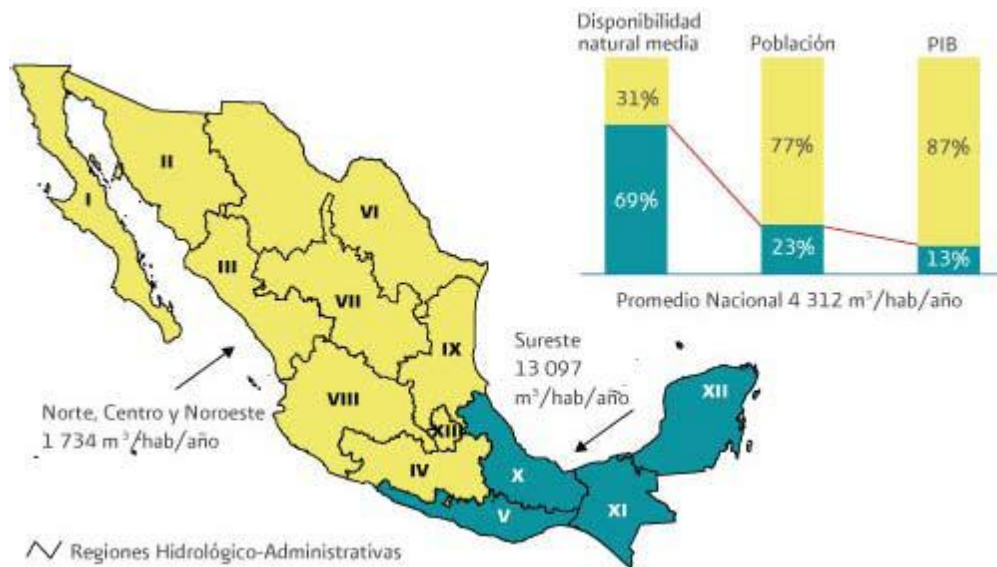 Disponibilidad
natural media
Población
PIB
31%
77%
87%
69%
23%
13%
Promedio Nacional 4 312 m³/hab/año
I
II
III
VI
VII
IX
VIII
XIII
IV
X
V
XI
XII
Sureste
13 097
m³/hab/año
Norte, Centro y Noroeste
1 734 m³/hab/año
Regiones Hidrológico-Administrativas